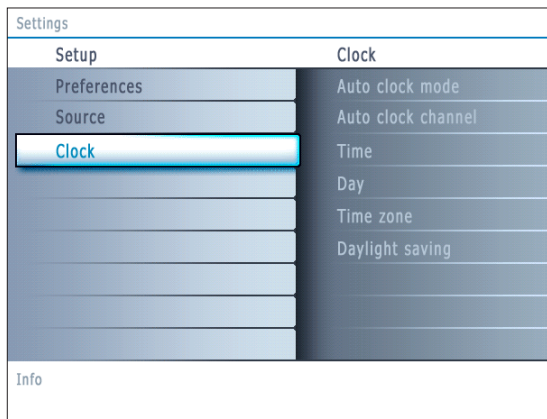 Settings
Setup
Clock
Preferences
Auto clock mode
Source
Auto clock channel
Clock
Time
Day
Time zone
Daylight saving
Info